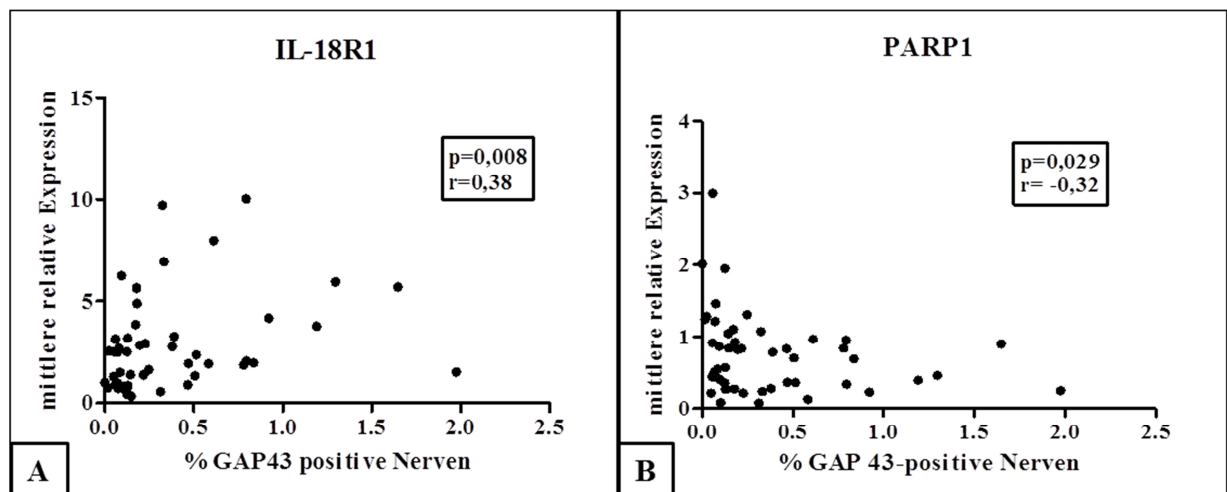 IL-18R1
mittlere relative Expression
15
10
5
0
p=0,008
r=0,38
0.0 0.5 1.0 1.5 2.0 2.5
% GAP43 positive Nerven
A
PARP1
mittlere relative Expression
4
3
2
1
0
p=0,029
r= -0,32
0.0 0.5 1.0 1.5 2.0 2.5
% GAP 43-positive Nerven
B